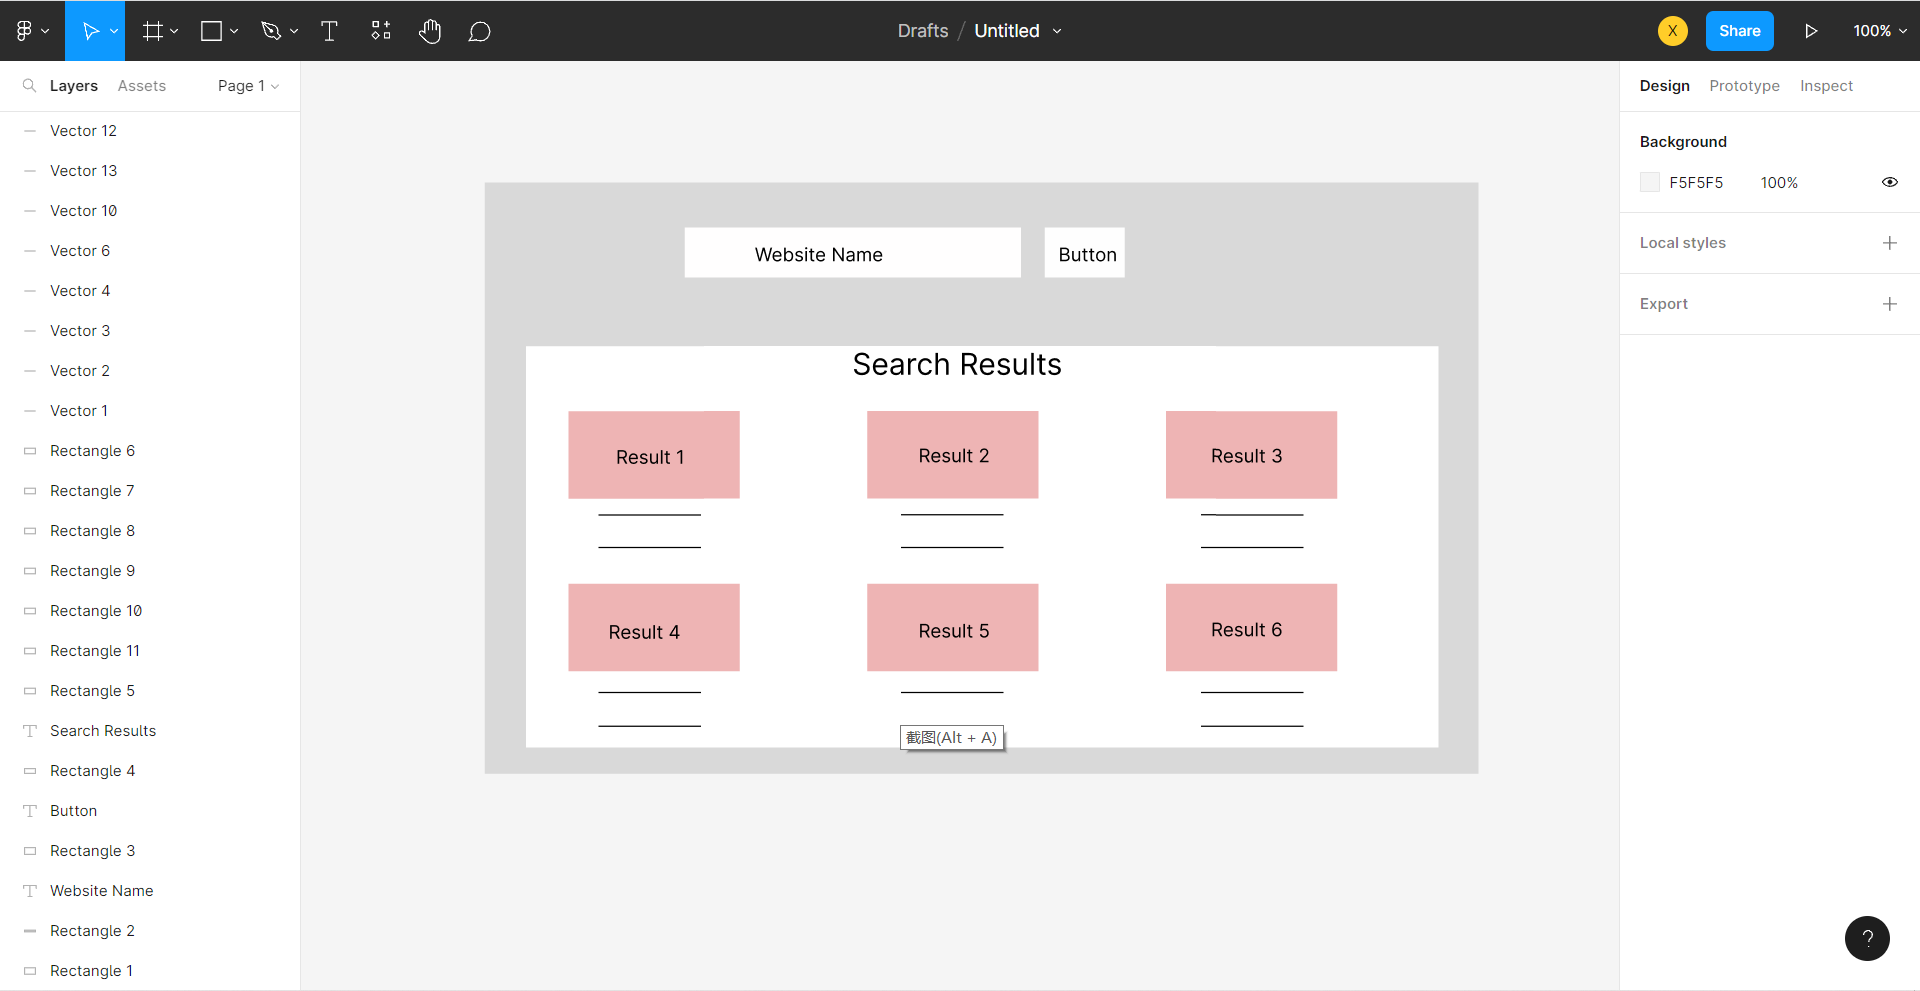 Drafts / Untitled
X
Share
100%
Layers
Assets
Page 1
Vector 12
Vector 13
Vector 10
Vector 6
Vector 4
Vector 3
Vector 2
Vector 1
Rectangle 6
Rectangle 7
Rectangle 8
Rectangle 9
Rectangle 10
Rectangle 11
Rectangle 5
Search Results
Rectangle 4
Button
Rectangle 3
Website Name
Rectangle 2
Rectangle 1
Website Name
Button
Search Results
Result 1
Result 2
Result 3
Result 4
Result 5
Result 6
截图(Alt + A)
Design
Prototype
Inspect
Background
F5F5F5
100%
Local styles
Export
?